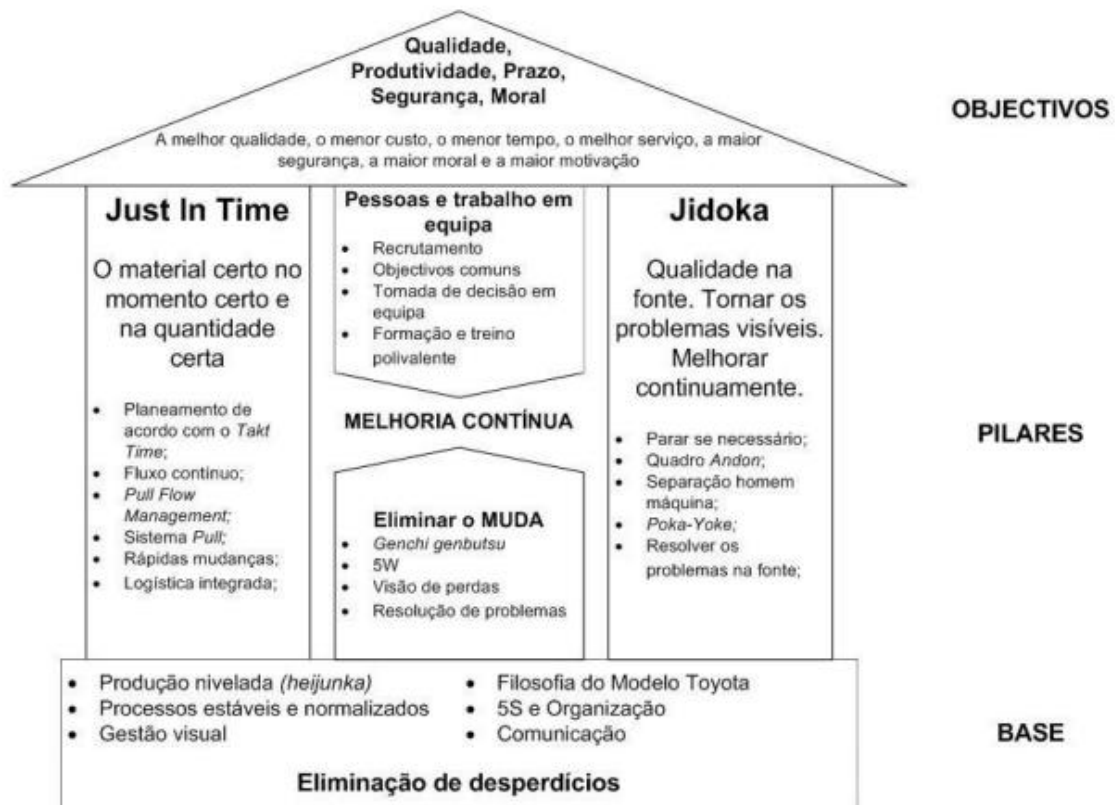 Qualidade,
Produtividade, Prazo,
Segurança, Moral
A melhor qualidade, o menor custo, o menor tempo, o melhor serviço, a maior
segurança, a maior moral e a maior motivação
OBJECTIVOS
Just In Time
O material certo no
momento certo e
na quantidade
certa
• Planeamento de
acordo com o Takt
Time;
• Fluxo continuo;
• Pull Flow
Management;
• Sistema Pull;
• Rápidas mudanças;
• Logística integrada;
Pessoas e trabalho em
equipa
• Recrutamento
• Objectivos comuns
• Tomada de decisão em
equipa
• Formação e treino
polivalente
MELHORIA CONTÍNUA
Eliminar o MUDA
• Genchi genbutsu
• 5W
• Visão de perdas
• Resolução de problemas
Jidoka
Qualidade na
fonte. Tornar os
problemas visíveis.
Melhorar
continuamente.
• Parar se necessário;
• Quadro Andon;
• Separação homem
máquina;
• Poka-Yoke;
• Resolver os
problemas na fonte;
PILARES
• Produção nivelada (heijunka)
• Processos estáveis e normalizados
• Gestão visual
• Filosofia do Modelo Toyota
• 5S e Organização
• Comunicação
Eliminação de desperdícios
BASE